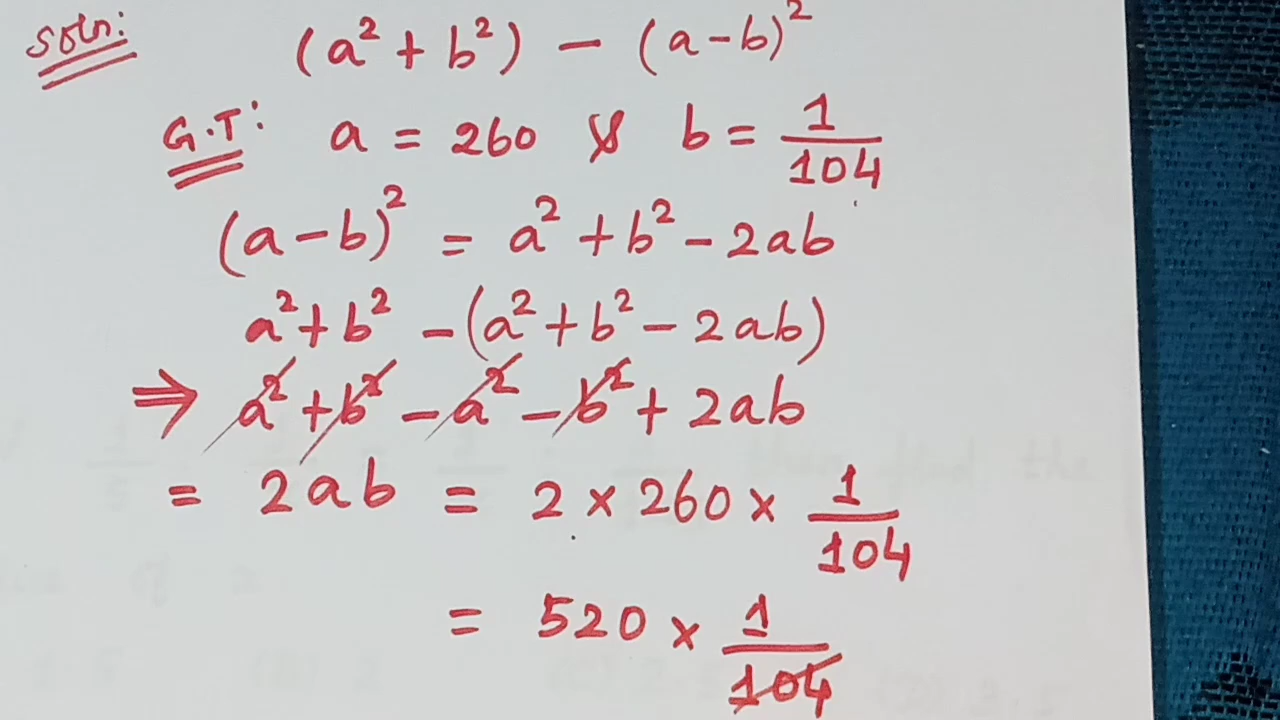 Soln: (a² + b²) – (a – b)²
G.T: a = 260 & b = 1/104
(a – b)² = a² + b² – 2ab
a² + b² – (a² + b² – 2ab)
⇒ a² + b² – a² – b² + 2ab
= 2ab = 2 × 260 × 1/104
= 520 × 1/104